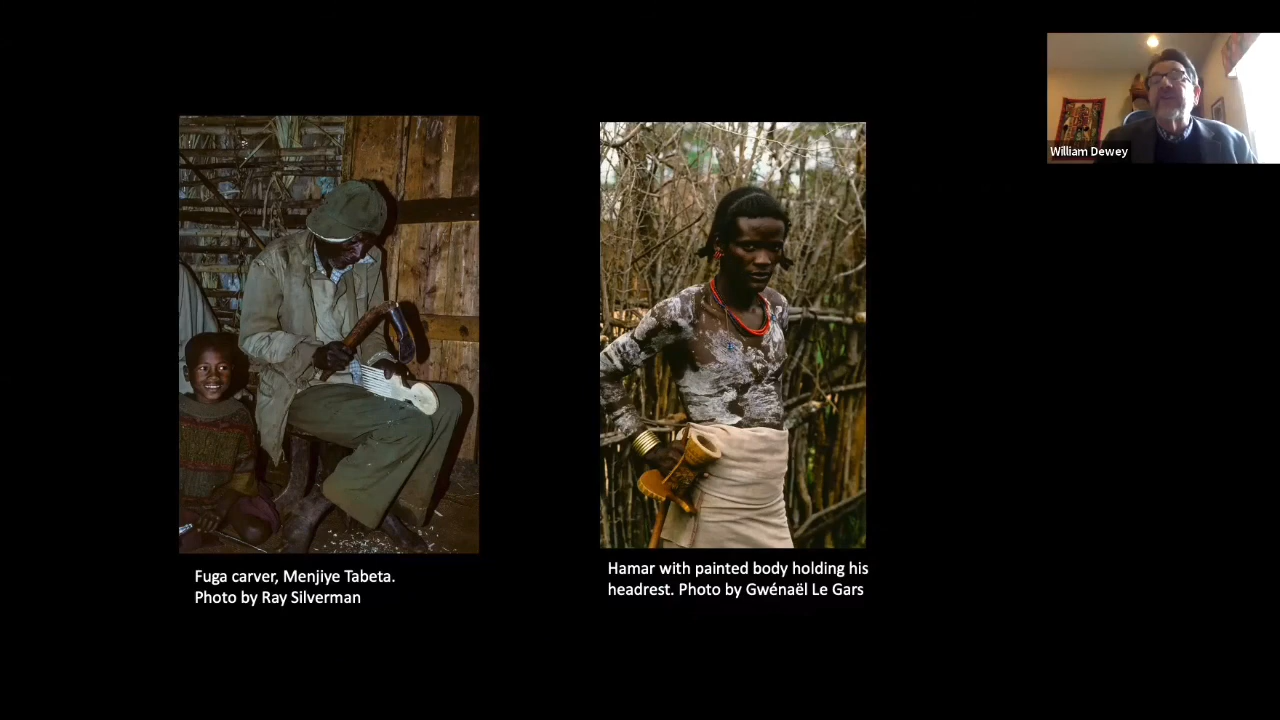 William Dewey
Fuga carver, Menjiye Tabeta.
Photo by Ray Silverman
Hamar with painted body holding his
headrest. Photo by Gwénaël Le Gars